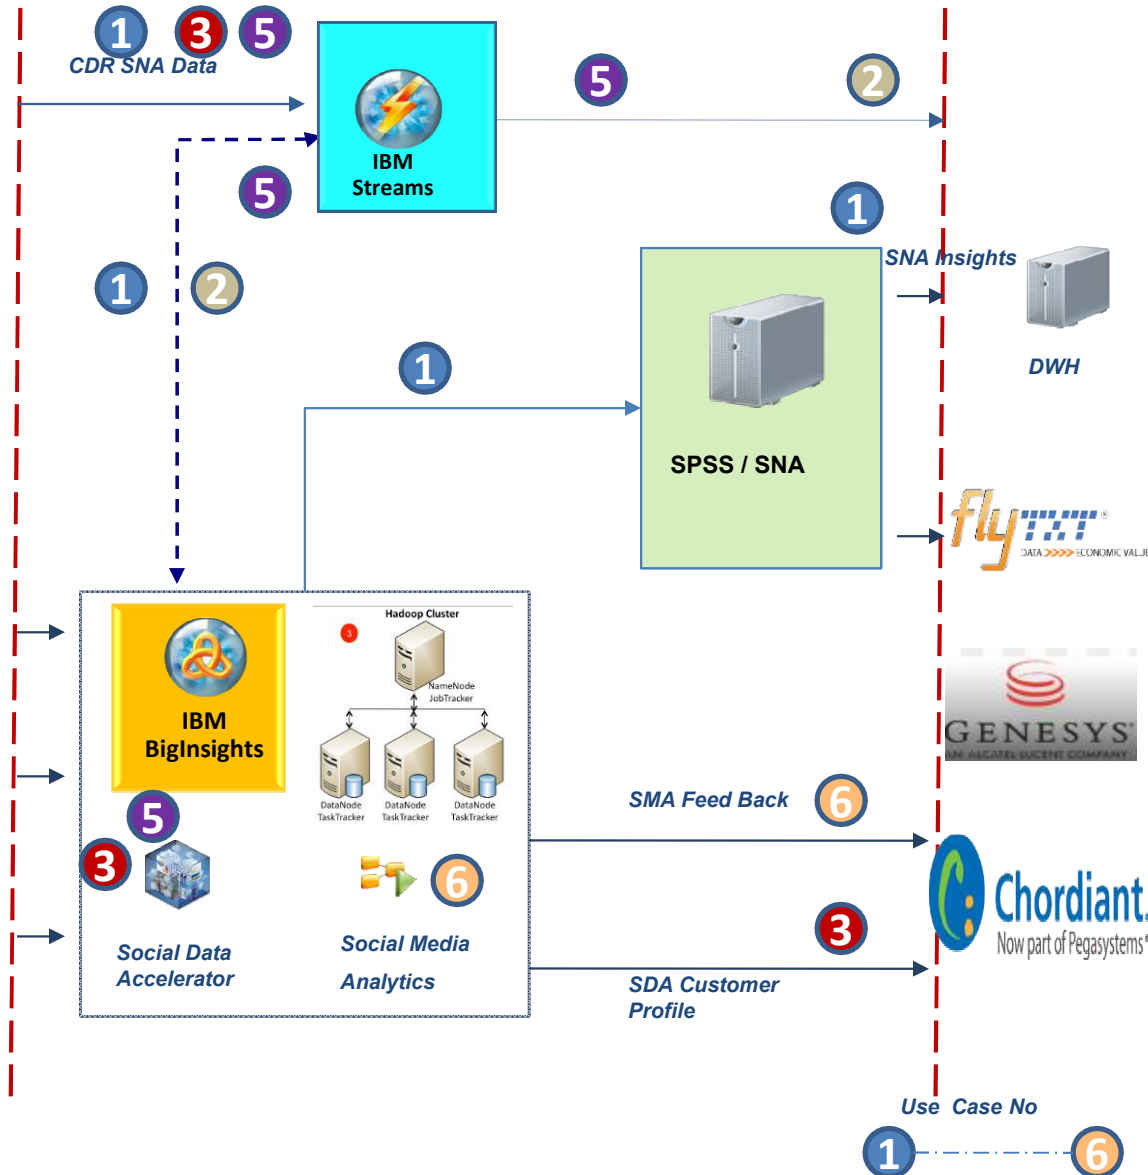 1 3 5
CDR SNA Data
5 2
IBM
Streams
5
1
SNA Insights
1 2
DWH
1
SPSS / SNA
flyTXT
DATA >>>> ECONOMIC VALUE
Hadoop Cluster
3
NameNode
JobTracker
IBM
BigInsights
GENESYS
AN ALCATEL-LUCENT COMPANY
DataNode DataNode DataNode
TaskTracker TaskTracker TaskTracker
5
SMA Feed Back 6
3
6
Chordiant.
Now part of Pegasystems
Social Data
Accelerator
Social Media
Analytics
3
SDA Customer
Profile
Use Case No
1 6